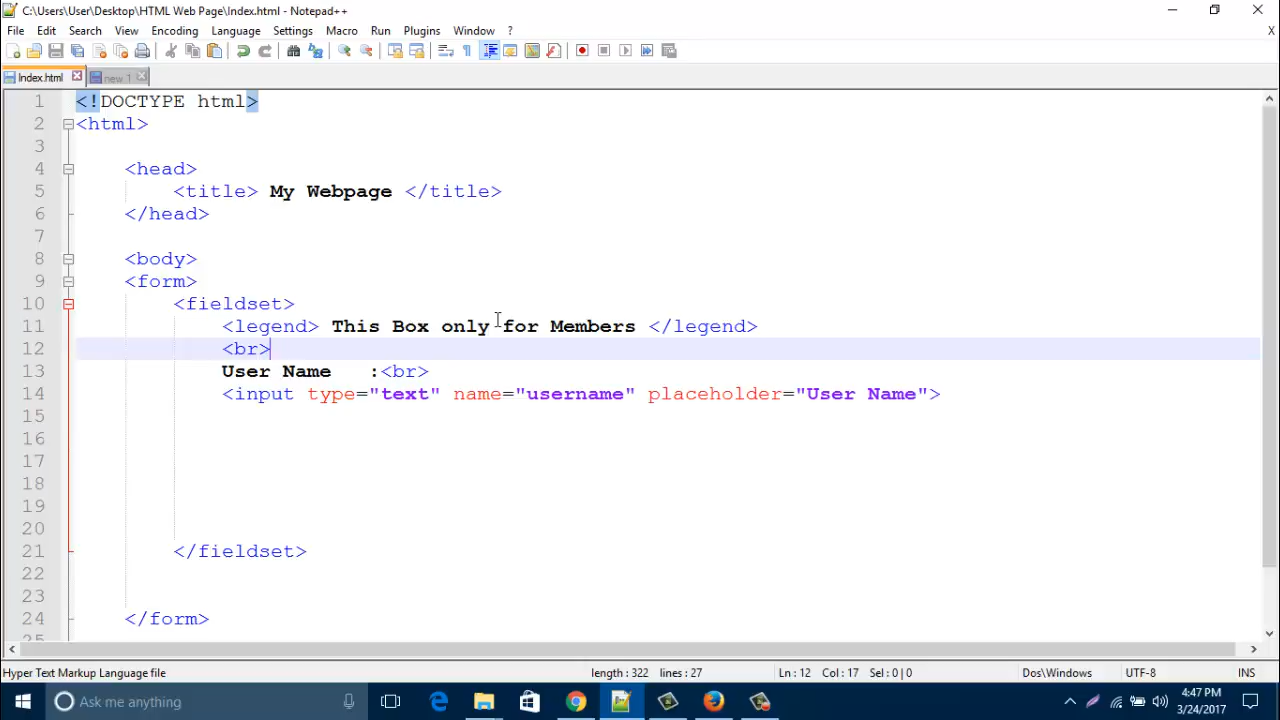 C:\Users\User\Desktop\HTML Web Page\Index.html - Notepad++
File Edit Search View Encoding Language Settings Macro Run Plugins Window ? X
Index.html new 1
1 <!DOCTYPE html>
2 <html>
3
4 <head>
5 <title> My Webpage </title>
6 </head>
7
8 <body>
9 <form>
10 <fieldset>
11 <legend> This Box only for Members </legend>
12 <br>
13 User Name :<br>
14 <input type="text" name="username" placeholder="User Name">
15
16
17
18
19
20
21 </fieldset>
22
23
24 </form>
25
Hyper Text Markup Language file length : 322 lines : 27 Ln : 12 Col : 17 Sel : 0 | 0 Dos\Windows UTF-8 INS
Ask me anything 4:47 PM
3/24/2017